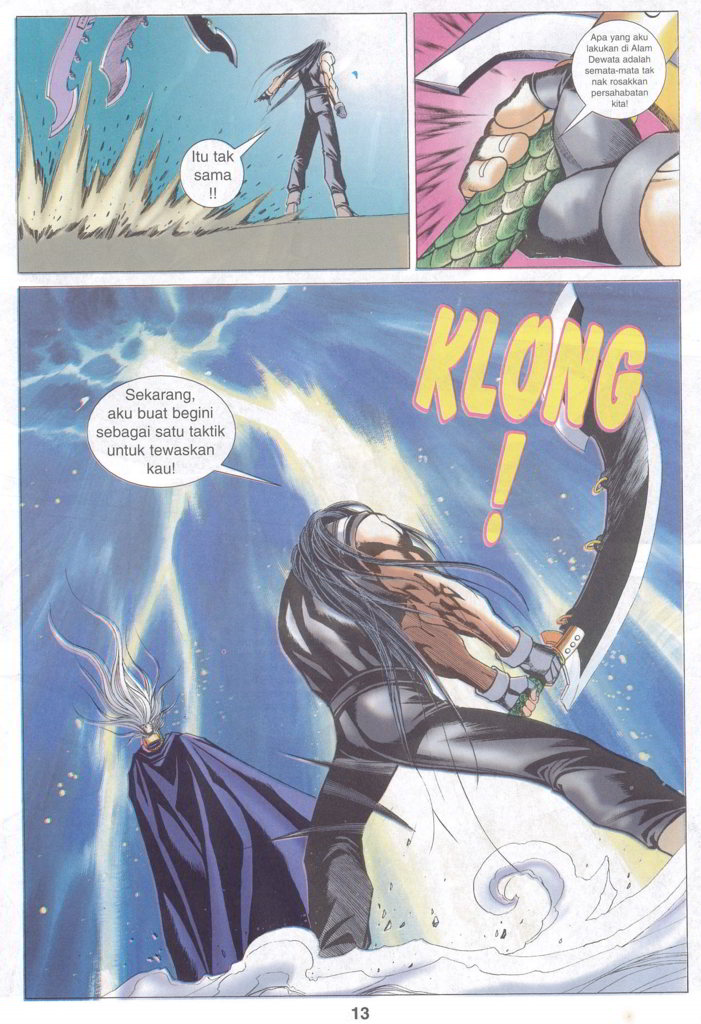 Itu tak
sama
!!
Apa yang aku
lakukan di Alam
Dewata adalah
semata-mata tak
nak rosakkan
persahabatan
kita!
Sekarang,
aku buat begini
sebagai satu taktik
untuk tewaskan
kau!
KLONG
!
13